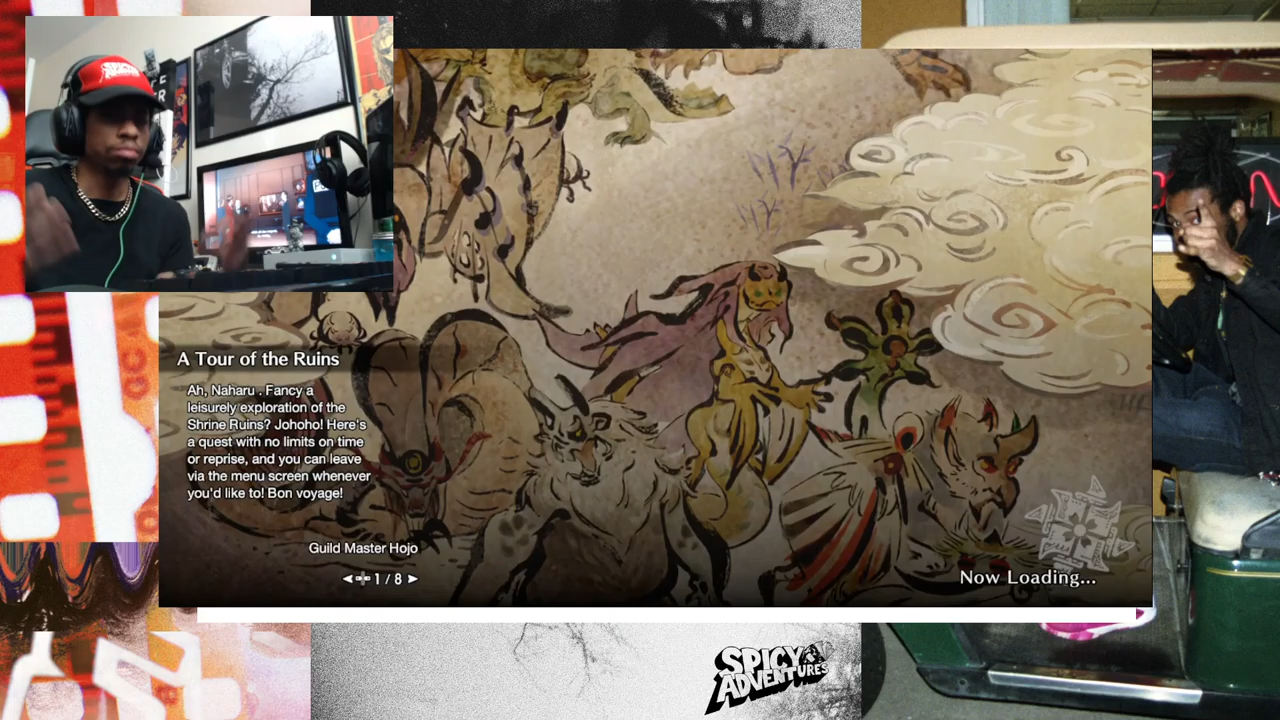 SPICY
ADVENTURES
A Tour of the Ruins
Ah, Naharu . Fancy a
leisurely exploration of the
Shrine Ruins? Johoho! Here's
a quest with no limits on time
or reprise, and you can leave
via the menu screen whenever
you'd like to! Bon voyage!
Guild Master Hojo
1 / 8
Now Loading...
SPICY
ADVENTURES